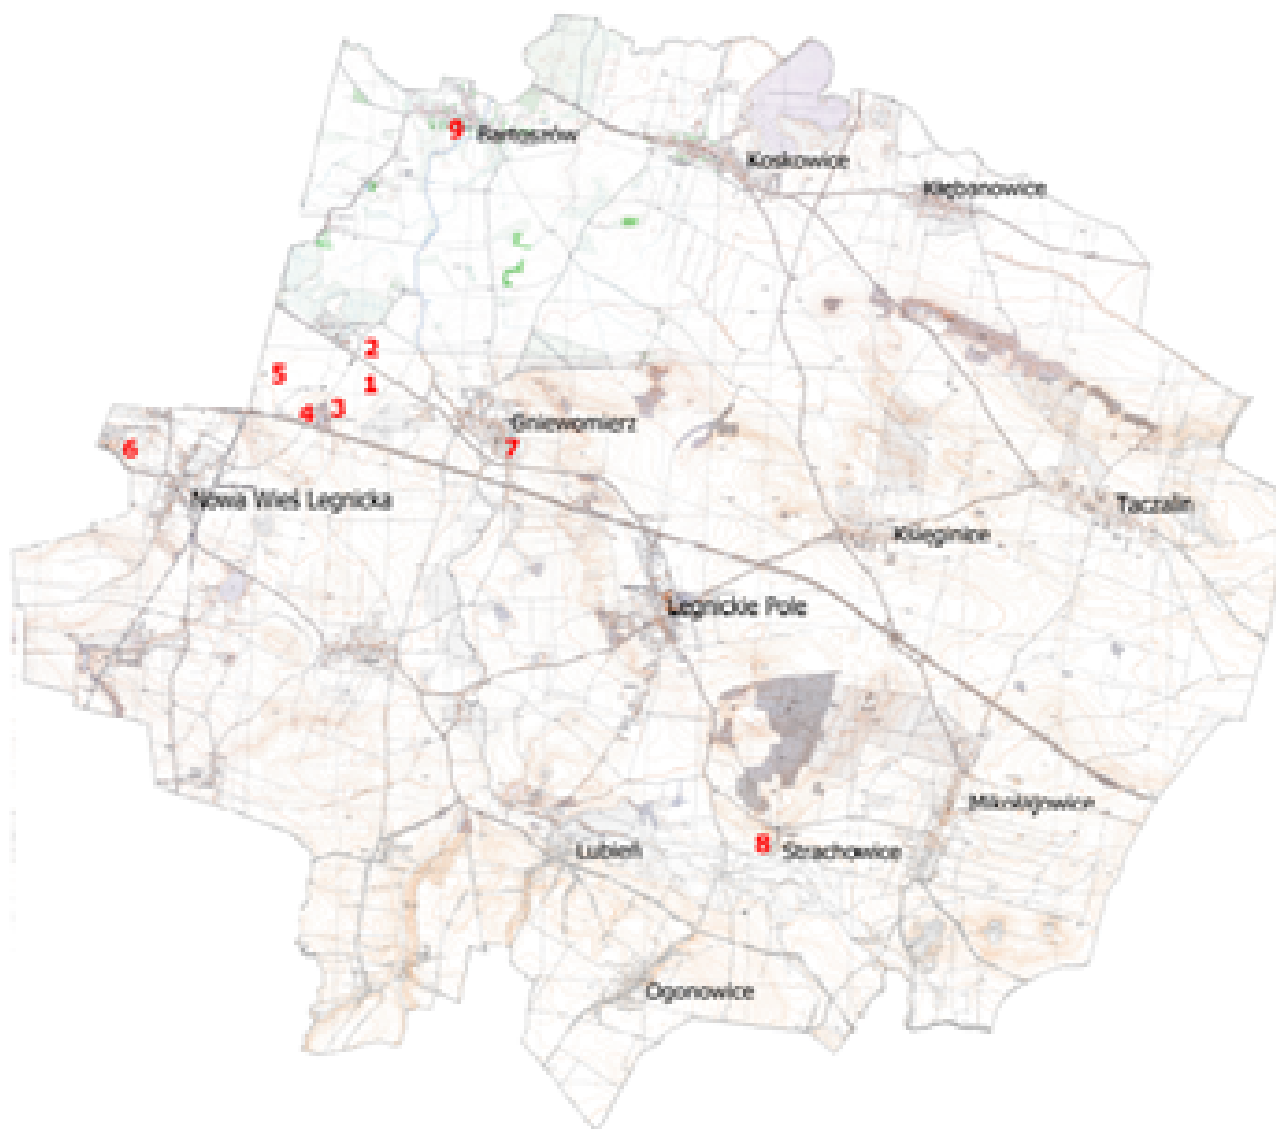 9 Bartoszów
Koskowice
Kłębanowice
2
5
1
4 3
Gniewomierz
6
7
Nowa Wieś Legnicka
Taczalin
Księginice
Legnickie Pole
Mikołajowice
8 Strachowice
Lubień
Ogonowice